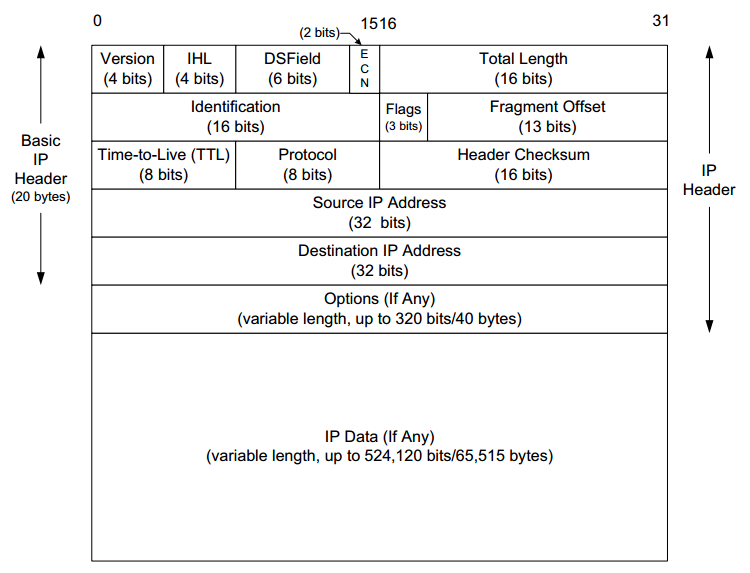 0
(2 bits)
1516
31
Version
(4 bits)
IHL
(4 bits)
DSField
(6 bits)
E
C
N
Total Length
(16 bits)
Identification
(16 bits)
Flags
(3 bits)
Fragment Offset
(13 bits)
Basic
IP
Header
(20 bytes)
Time-to-Live (TTL)
(8 bits)
Protocol
(8 bits)
Header Checksum
(16 bits)
IP
Header
Source IP Address
(32 bits)
Destination IP Address
(32 bits)
Options (If Any)
(variable length, up to 320 bits/40 bytes)
IP Data (If Any)
(variable length, up to 524,120 bits/65,515 bytes)